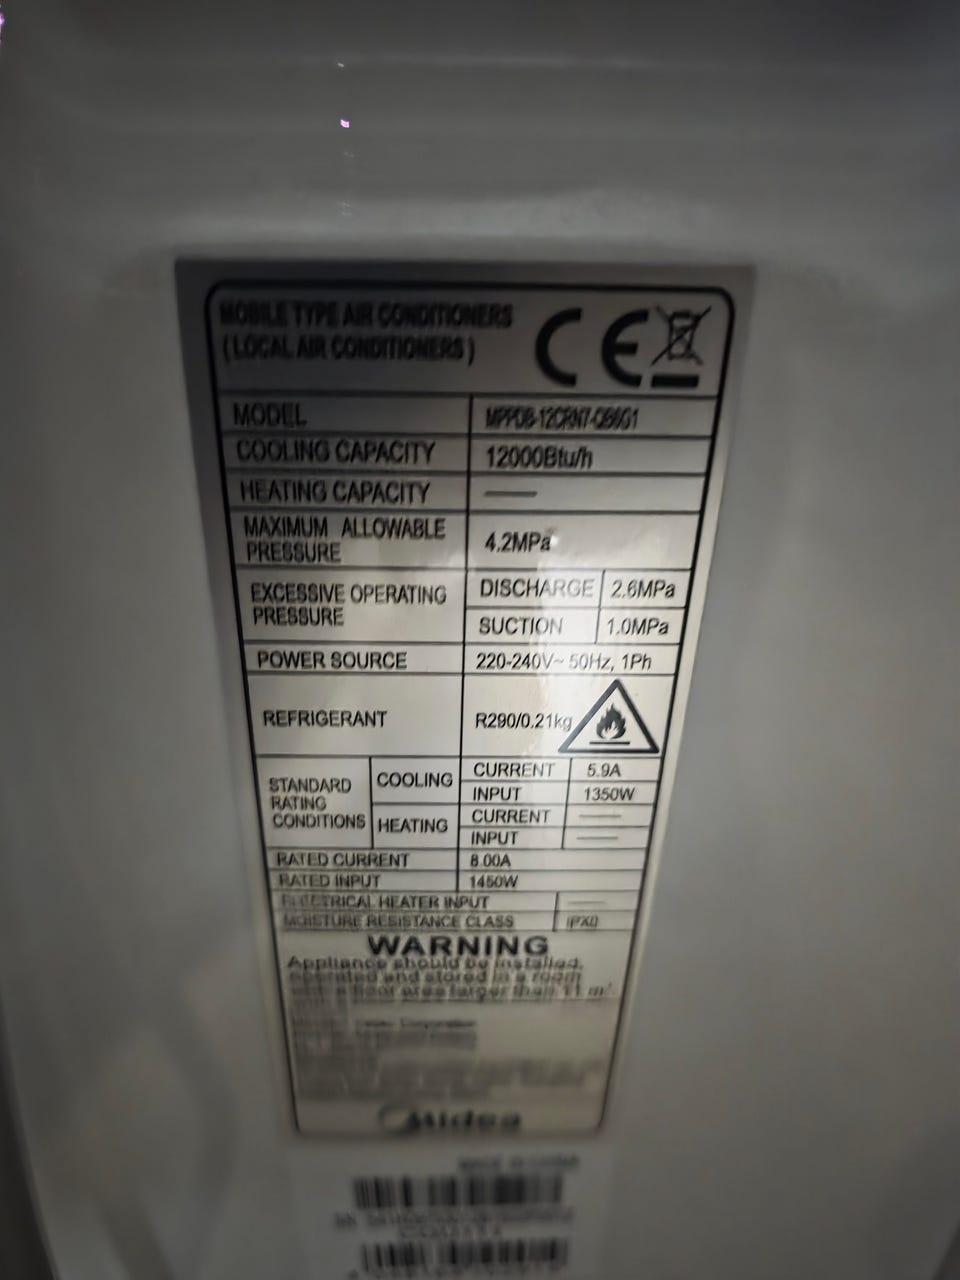 MOBILE TYPE AIR CONDITIONERS
(LOCAL AIR CONDITIONERS)
CE
MODEL MPPDB-12CRN7-QB6G1
COOLING CAPACITY 12000Btu/h
HEATING CAPACITY ——
MAXIMUM ALLOWABLE PRESSURE 4.2MPa
EXCESSIVE OPERATING PRESSURE DISCHARGE 2.6MPa
SUCTION 1.0MPa
POWER SOURCE 220-240V~ 50Hz, 1Ph
REFRIGERANT R290/0.21kg
STANDARD RATING CONDITIONS COOLING CURRENT 5.9A
INPUT 1350W
HEATING CURRENT ——
INPUT ——
RATED CURRENT 8.00A
RATED INPUT 1450W
ELECTRICAL HEATER INPUT ——
MOISTURE RESISTANCE CLASS IPX0
WARNING
Appliance should be installed,
operated and stored in a room
with a floor area larger than 11 m²
Corporation
Midea